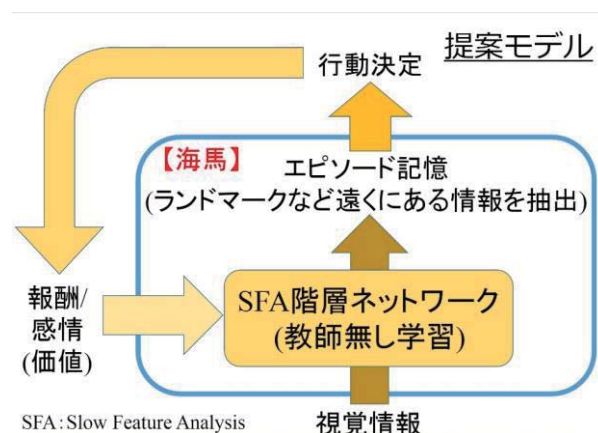 提案モデル
行動決定
【海馬】
エピソード記憶
(ランドマークなど遠くにある情報を抽出)
報酬/
感情
(価値)
SFA階層ネットワーク
(教師無し学習)
SFA:Slow Feature Analysis
視覚情報